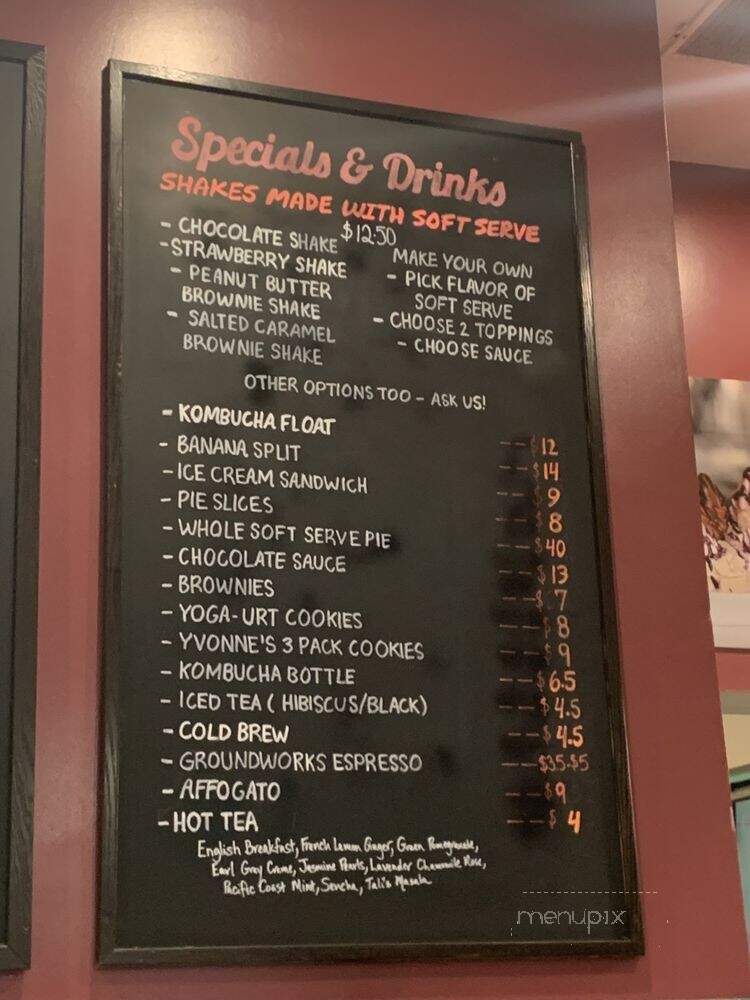 Specials & Drinks
SHAKES MADE WITH SOFT SERVE
$12.50
- CHOCOLATE SHAKE
- STRAWBERRY SHAKE
- PEANUT BUTTER
BROWNIE SHAKE
- SALTED CARAMEL
BROWNIE SHAKE
MAKE YOUR OWN
- PICK FLAVOR OF
SOFT SERVE
- CHOOSE 2 TOPPINGS
- CHOOSE SAUCE
OTHER OPTIONS TOO - ASK US!
- KOMBUCHA FLOAT -- $12
- BANANA SPLIT -- $14
- ICE CREAM SANDWICH -- $9
- PIE SLICES -- $8
- WHOLE SOFT SERVE PIE -- $40
- CHOCOLATE SAUCE -- $13
- BROWNIES -- $7
- YOGA-URT COOKIES -- $8
- YVONNE'S 3 PACK COOKIES -- $9
- KOMBUCHA BOTTLE -- $6.5
- ICED TEA ( HIBISCUS/BLACK) -- $4.5
- COLD BREW -- $4.5
- GROUNDWORKS ESPRESSO -- $3.5-$5
- AFFOGATO -- $9
- HOT TEA -- $ 4
English Breakfast, French Lemon Ginger, Green Pomegranate,
Earl Grey Creme, Jasmine Pearls, Lavender Chamomile Rose,
Pacific Coast Mint, Sencha, Tali's Masala
menupix